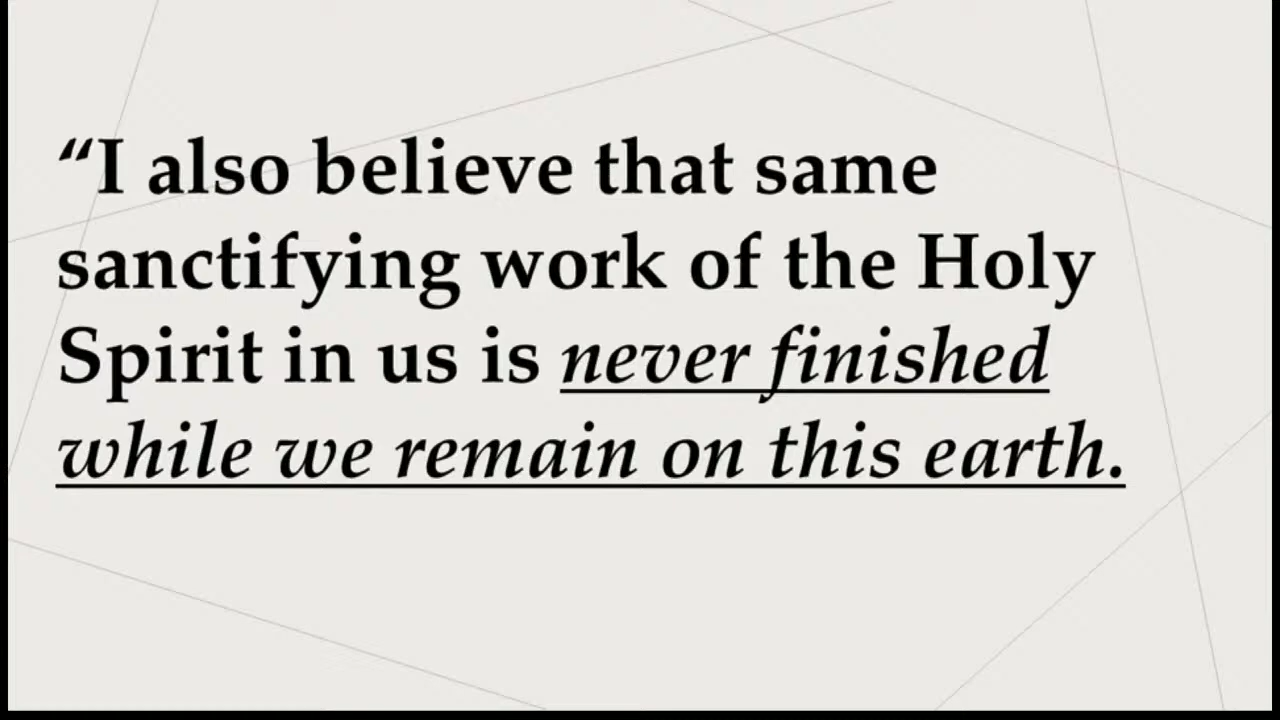 “I also believe that same
sanctifying work of the Holy
Spirit in us is never finished
while we remain on this earth.